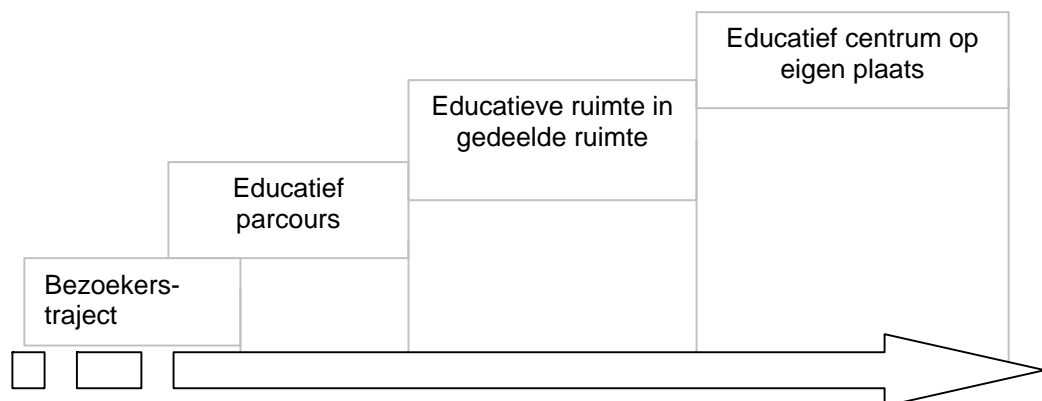 Educatief centrum op
eigen plaats
Educatieve ruimte in
gedeelde ruimte
Educatief
parcours
Bezoekers-
traject